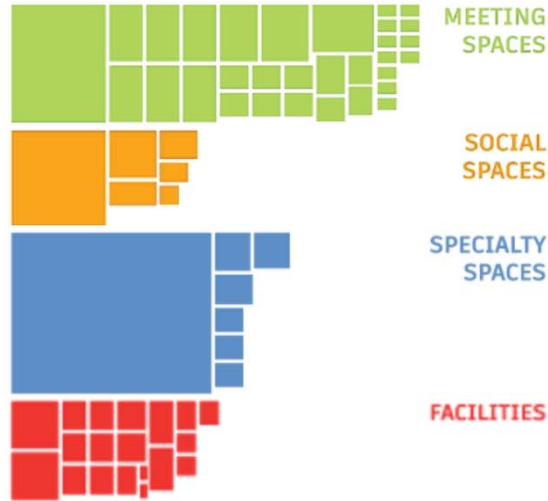 MEETING
SPACES
SOCIAL
SPACES
SPECIALTY
SPACES
FACILITIES